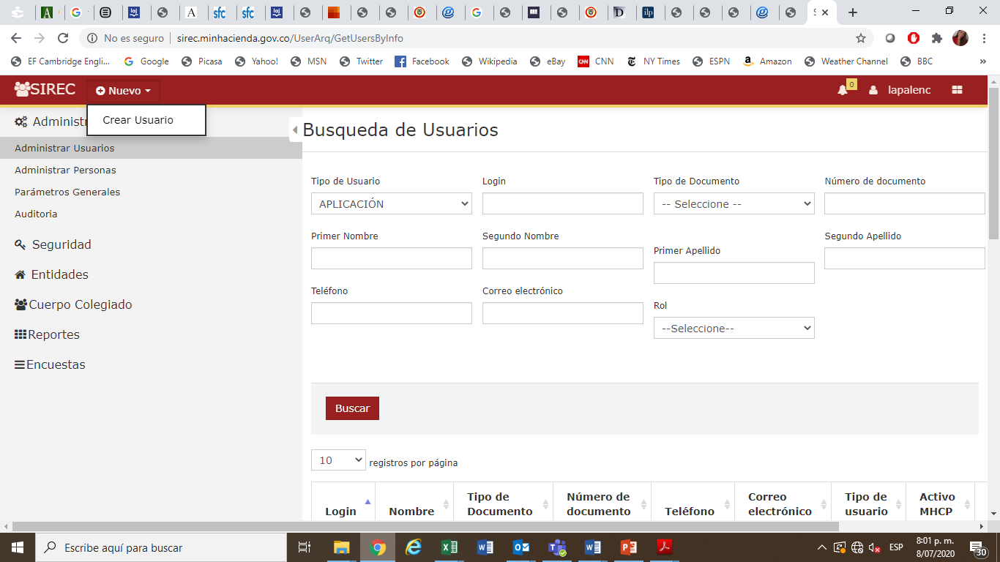 No es seguro | sirec.minhacienda.gov.co/UserArq/GetUsersByInfo
EF Cambridge Engli... Google Picasa Yahoo! MSN Twitter Facebook Wikipedia eBay CNN NY Times ESPN Amazon Weather Channel BBC »
SIREC Nuevo 0 lapalenc
Crear Usuario
Administr
Administrar Usuarios
Administrar Personas
Parámetros Generales
Auditoria
Seguridad
Entidades
Cuerpo Colegiado
Reportes
Encuestas
Busqueda de Usuarios
Tipo de Usuario Login Tipo de Documento Número de documento
APLICACIÓN -- Seleccione --
Primer Nombre Segundo Nombre Primer Apellido Segundo Apellido
Teléfono Correo electrónico Rol
--Seleccione--
Buscar
10 registros por página
Login Nombre Tipo de Documento Número de documento Teléfono Correo electrónico Tipo de usuario Activo MHCP
Escribe aquí para buscar
ESP 8:01 p. m.
8/07/2020
30